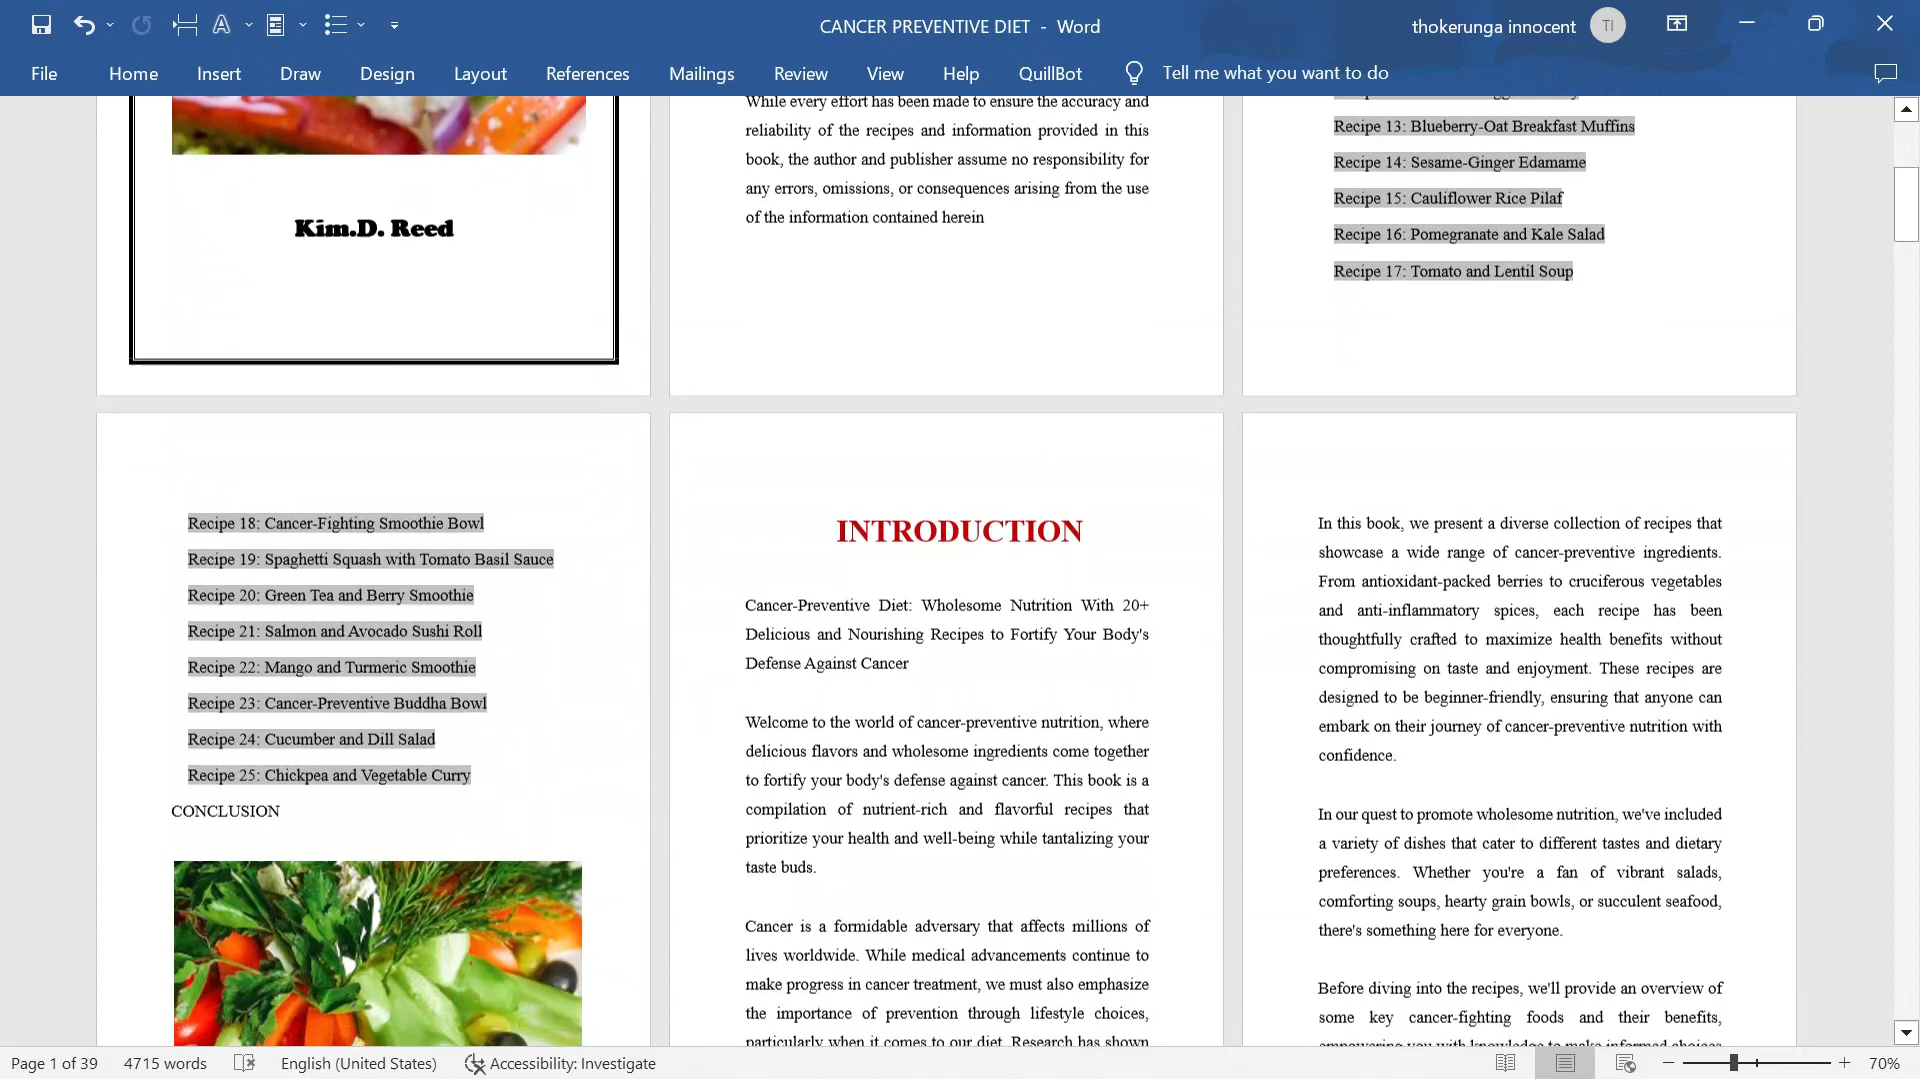 CANCER PREVENTIVE DIET - Word
thokerunga innocent
TI
File
Home
Insert
Draw
Design
Layout
References
Mailings
Review
View
Help
QuillBot
Tell me what you want to do
Kim.D. Reed
While every effort has been made to ensure the accuracy and
reliability of the recipes and information provided in this
book, the author and publisher assume no responsibility for
any errors, omissions, or consequences arising from the use
of the information contained herein
Recipe 13: Blueberry-Oat Breakfast Muffins
Recipe 14: Sesame-Ginger Edamame
Recipe 15: Cauliflower Rice Pilaf
Recipe 16: Pomegranate and Kale Salad
Recipe 17: Tomato and Lentil Soup
Recipe 18: Cancer-Fighting Smoothie Bowl
Recipe 19: Spaghetti Squash with Tomato Basil Sauce
Recipe 20: Green Tea and Berry Smoothie
Recipe 21: Salmon and Avocado Sushi Roll
Recipe 22: Mango and Turmeric Smoothie
Recipe 23: Cancer-Preventive Buddha Bowl
Recipe 24: Cucumber and Dill Salad
Recipe 25: Chickpea and Vegetable Curry
CONCLUSION
INTRODUCTION
Cancer-Preventive Diet: Wholesome Nutrition With 20+
Delicious and Nourishing Recipes to Fortify Your Body's
Defense Against Cancer
Welcome to the world of cancer-preventive nutrition, where
delicious flavors and wholesome ingredients come together
to fortify your body's defense against cancer. This book is a
compilation of nutrient-rich and flavorful recipes that
prioritize your health and well-being while tantalizing your
taste buds.
Cancer is a formidable adversary that affects millions of
lives worldwide. While medical advancements continue to
make progress in cancer treatment, we must also emphasize
the importance of prevention through lifestyle choices,
particularly when it comes to our diet. Research has shown
In this book, we present a diverse collection of recipes that
showcase a wide range of cancer-preventive ingredients.
From antioxidant-packed berries to cruciferous vegetables
and anti-inflammatory spices, each recipe has been
thoughtfully crafted to maximize health benefits without
compromising on taste and enjoyment. These recipes are
designed to be beginner-friendly, ensuring that anyone can
embark on their journey of cancer-preventive nutrition with
confidence.
In our quest to promote wholesome nutrition, we've included
a variety of dishes that cater to different tastes and dietary
preferences. Whether you're a fan of vibrant salads,
comforting soups, hearty grain bowls, or succulent seafood,
there's something here for everyone.
Before diving into the recipes, we'll provide an overview of
some key cancer-fighting foods and their benefits,
empowering you with knowledge to make informed choices
Page 1 of 39
4715 words
English (United States)
Accessibility: Investigate
70%